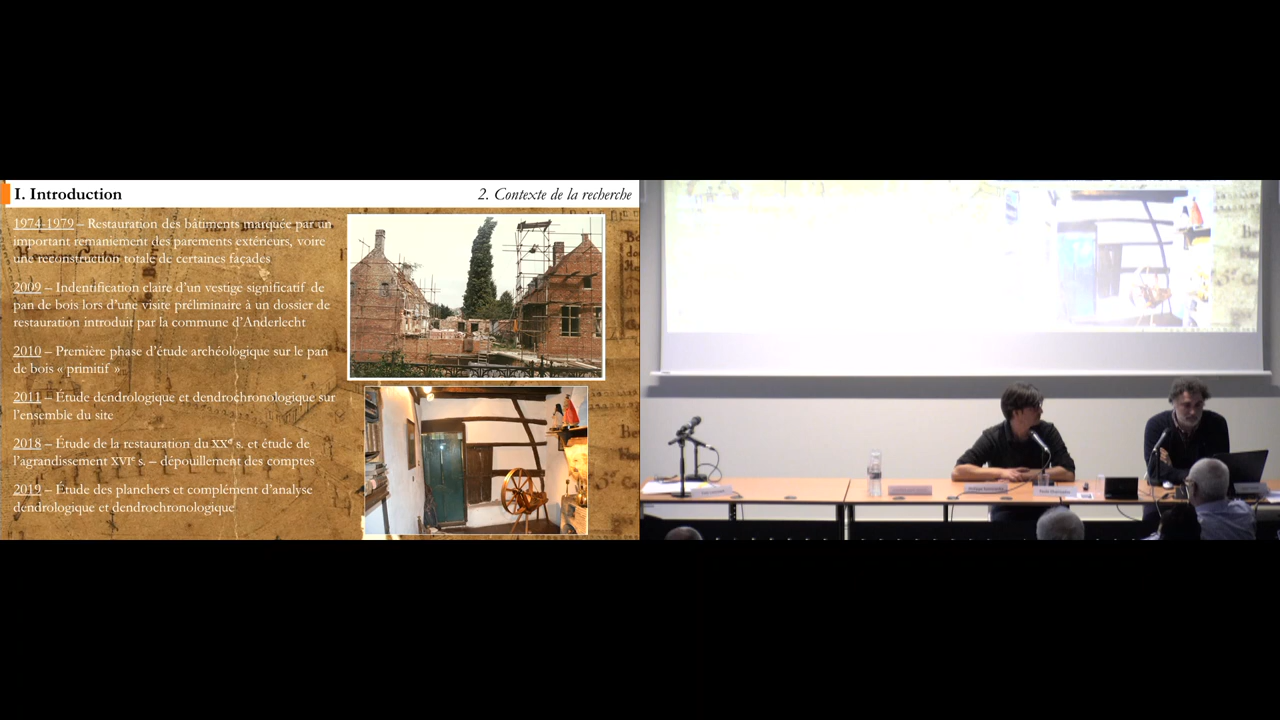 I. Introduction
2. Contexte de la recherche
1974-1979 – Restauration des bâtiments marquée par un
important remaniement des parements extérieurs, voire
une reconstruction totale de certaines façades
2009 – Indentification claire d’un vestige significatif de
pan de bois lors d’une visite préliminaire à un dossier de
restauration introduit par la commune d’Anderlecht
2010 – Première phase d’étude archéologique sur le pan
de bois « primitif »
2011 – Étude dendrologique et dendrochronologique sur
l’ensemble du site
2018 – Étude de la restauration du XXe s. et étude de
l’agrandissement XVIe s. – dépouillement des comptes
2019 – Étude des planchers et complément d’analyse
dendrologique et dendrochronologique